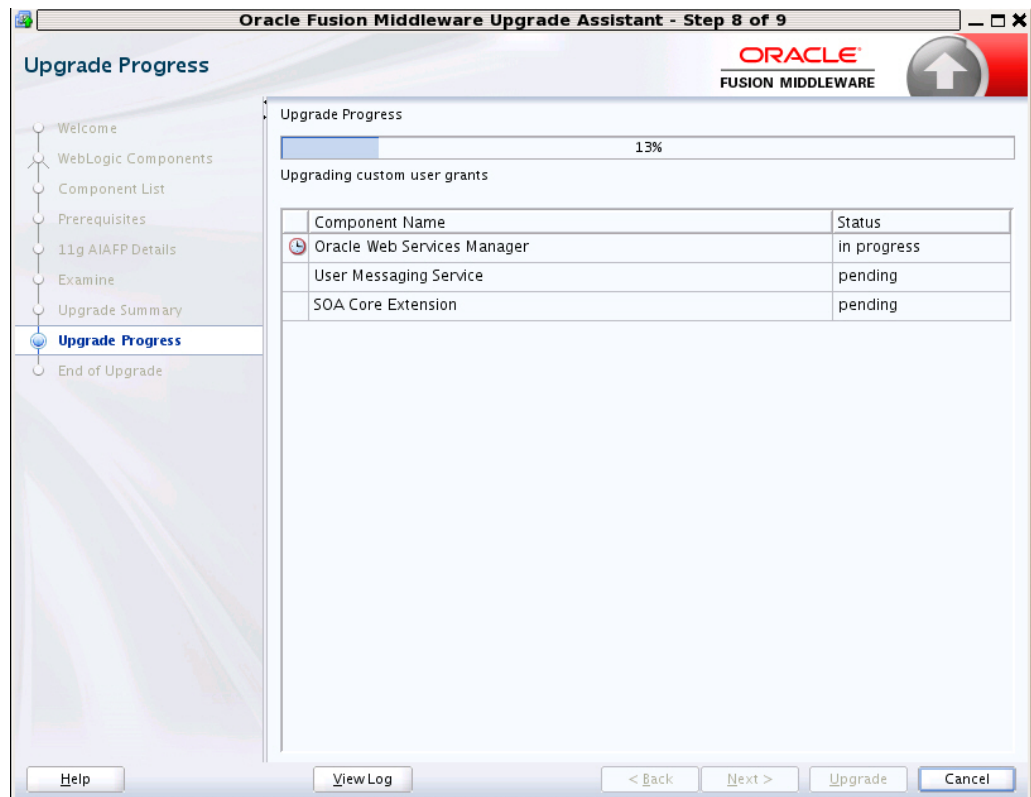 Oracle Fusion Middleware Upgrade Assistant - Step 8 of 9
Upgrade Progress
ORACLE
FUSION MIDDLEWARE
Welcome
WebLogic Components
Component List
Prerequisites
11g AIAFP Details
Examine
Upgrade Summary
Upgrade Progress
End of Upgrade
Upgrade Progress
13%
Upgrading custom user grants
Component Name Status
Oracle Web Services Manager in progress
User Messaging Service pending
SOA Core Extension pending
Help View Log < Back Next > Upgrade Cancel